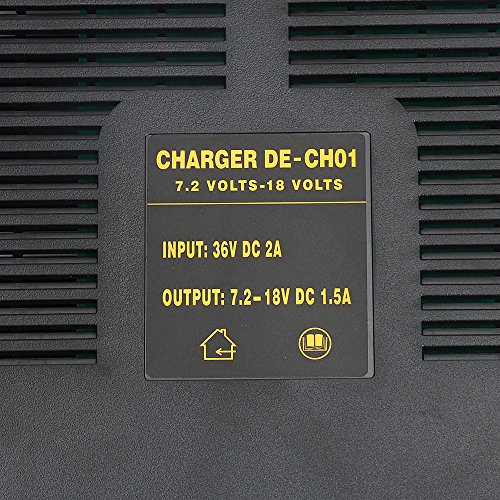 CHARGER DE-CH01
7.2 VOLTS-18 VOLTS
INPUT: 36V DC 2A
OUTPUT: 7.2-18V DC 1.5A